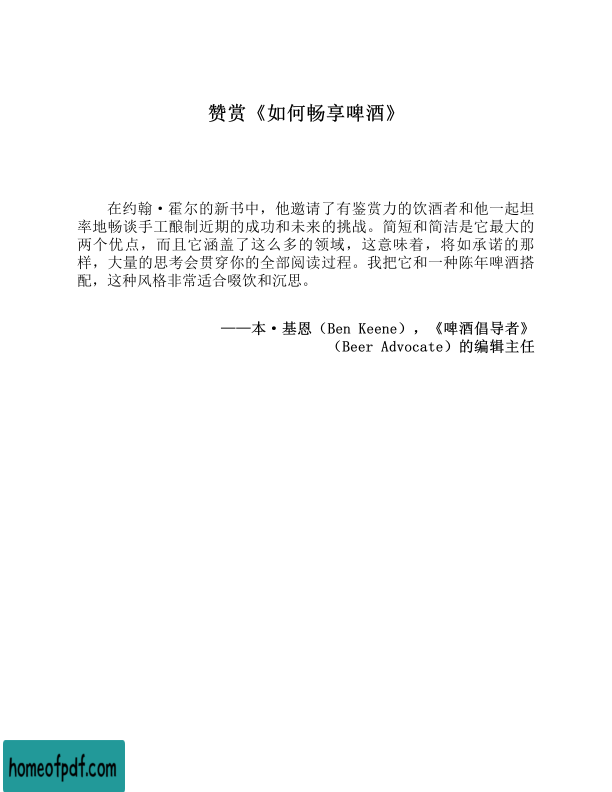 赞赏《如何畅享啤酒》
在约翰·霍尔的新书中，他邀请了有鉴赏力的饮酒者和他一起坦
率地畅谈手工酿制近期的成功和未来的挑战。简短和简洁是它最大的
两个优点，而且它涵盖了这么多的领域，这意味着，将如承诺的那
样，大量的思考会贯穿你的全部阅读过程。我把它和一种陈年啤酒搭
配，这种风格非常适合啜饮和沉思。
——本·基恩（Ben Keene），《啤酒倡导者》
（Beer Advocate）的编辑主任
homeofpdf.com